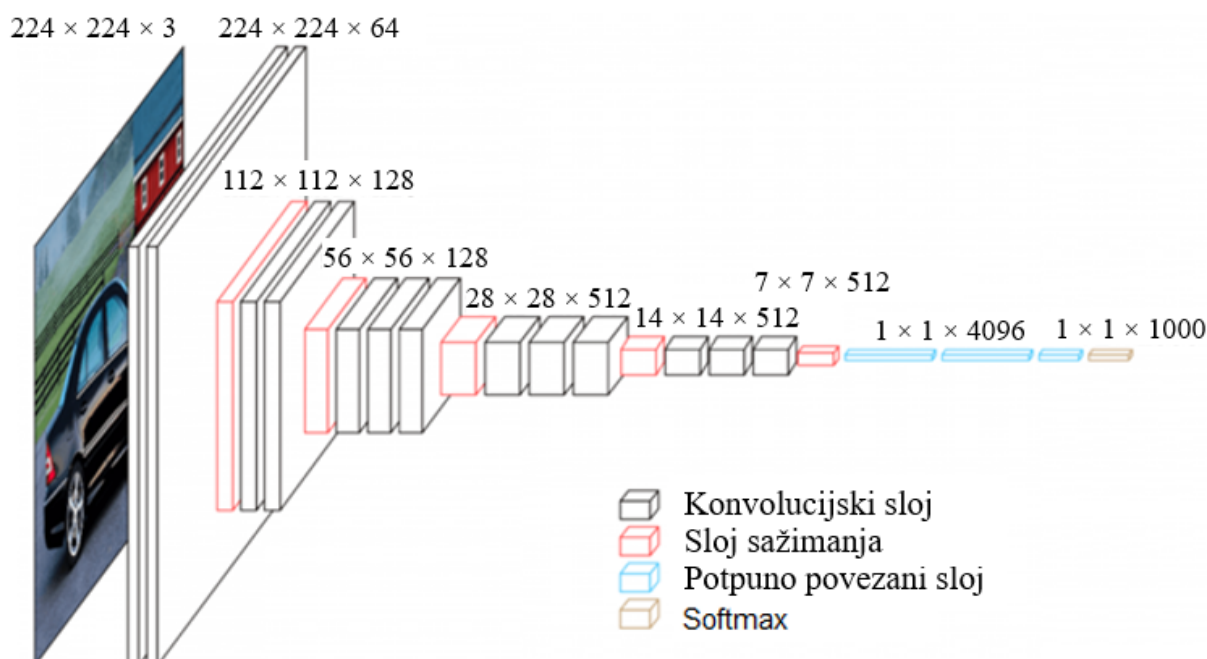 224 × 224 × 3
224 × 224 × 64
112 × 112 × 128
56 × 56 × 128
28 × 28 × 512
14 × 14 × 512
7 × 7 × 512
1 × 1 × 4096
1 × 1 × 1000
Konvolucijski sloj
Sloj sažimanja
Potpuno povezani sloj
Softmax